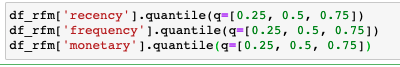 df_rfm['recency'].quantile(q=[0.25, 0.5, 0.75])
df_rfm['frequency'].quantile(q=[0.25, 0.5, 0.75])
df_rfm['monetary'].quantile(q=[0.25, 0.5, 0.75])